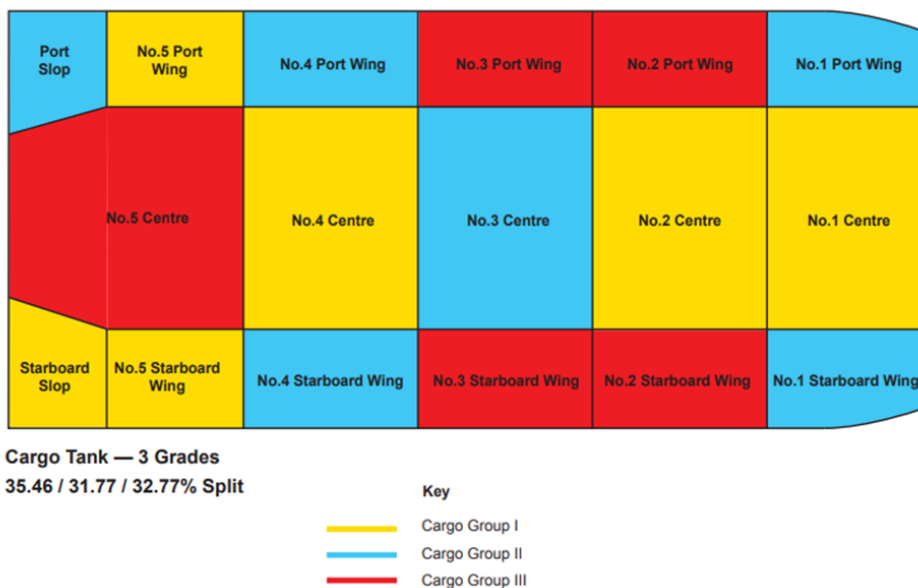 Port
Slop
No.5 Port
Wing
No.4 Port Wing
No.3 Port Wing
No.2 Port Wing
No.1 Port Wing
No.5 Centre
No.4 Centre
No.3 Centre
No.2 Centre
No.1 Centre
Starboard
Slop
No.5 Starboard
Wing
No.4 Starboard Wing
No.3 Starboard Wing
No.2 Starboard Wing
No.1 Starboard Wing
Cargo Tank — 3 Grades
35.46 / 31.77 / 32.77% Split
Key
Cargo Group I
Cargo Group II
Cargo Group III